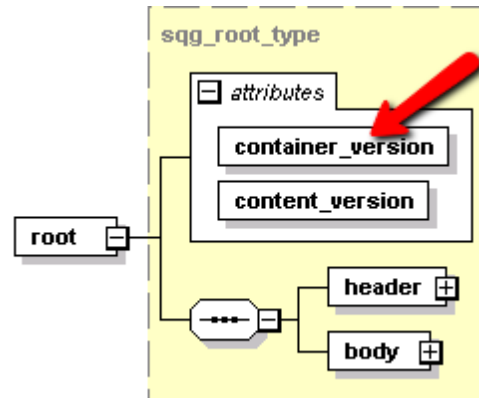 sqg_root_type
attributes
container_version
content_version
root
header
body